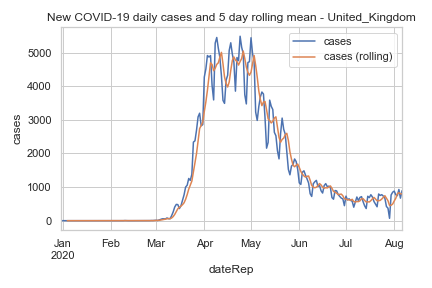 New COVID-19 daily cases and 5 day rolling mean - United_Kingdom
cases
cases (rolling)
5000
4000
3000
2000
1000
0
cases
Jan
2020
Feb
Mar
Apr
May
Jun
Jul
Aug
dateRep